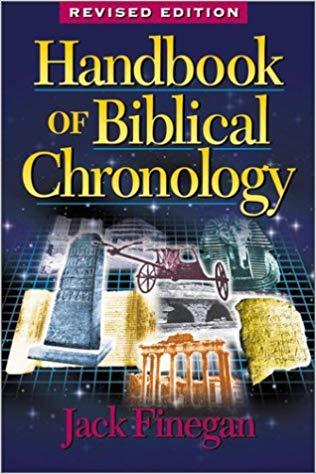 REVISED EDITION
Handbook
OF Biblical
Chronology
Jack Finegan